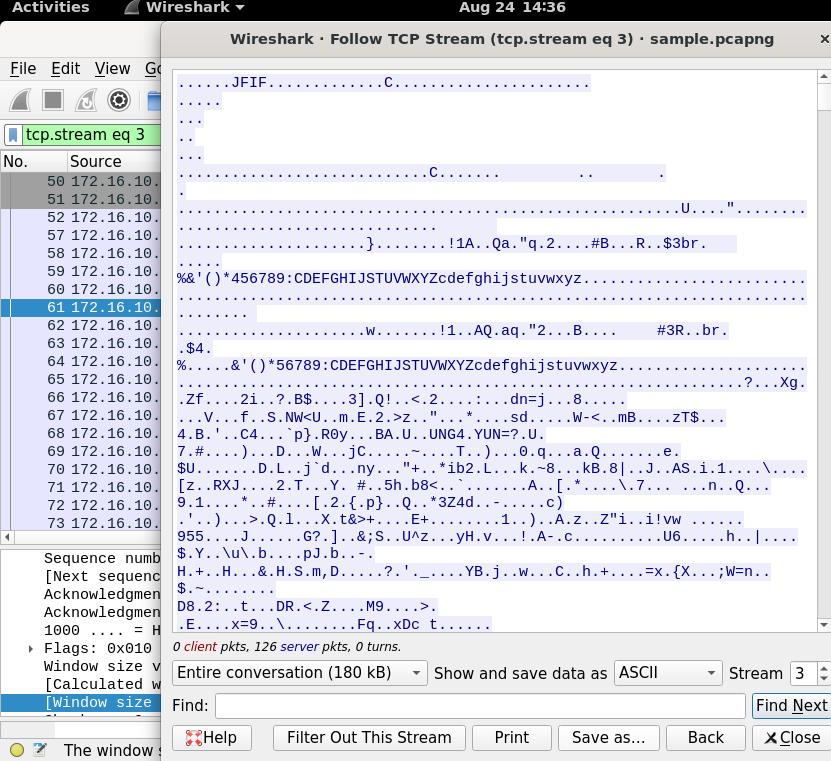 Activities Wireshark Aug 24 14:36
Wireshark · Follow TCP Stream (tcp.stream eq 3) · sample.pcapng ×
File Edit View Go
tcp.stream eq 3
No. Source
50 172.16.10.
51 172.16.10.
52 172.16.10.
57 172.16.10.
58 172.16.10.
59 172.16.10.
60 172.16.10.
61 172.16.10.
62 172.16.10.
63 172.16.10.
64 172.16.10.
65 172.16.10.
66 172.16.10.
67 172.16.10.
68 172.16.10.
69 172.16.10.
70 172.16.10.
71 172.16.10.
72 172.16.10.
73 172.16.10.
Sequence numb
[Next sequenc
Acknowledgmen
Acknowledgmen
1000 .... = H
Flags: 0x010
Window size v
[Calculated w
[Window size
The window s
......JFIF.............C......................
.....
...
..
...
............................C....... .. .
.
........................................................U...."........
.............................
.....................}........!1A..Qa."q.2....#B...R..$3br.
.....
%&'()*456789:CDEFGHIJSTUVWXYZcdefghijstuvwxyz.........................
......................................................................
........
.....................w.......!1..AQ.aq."2...B.... #3R..br.
.$4.
%.....&'()*56789:CDEFGHIJSTUVWXYZcdefghijstuvwxyz.....................
...............................................................?...Xg.
.Zf....2i..?.B$....3].Q!..<.2....:...dn=j...8.....
...V...f..S.NW<U..m.E.2.>z.."...*....sd.....W-<..mB....zT$...
4.B.'..C4...`p}.R0y...BA.U..UNG4.YUN=?.U.
7.#....)...D...W...jC.....~....T..)...0.q...a.Q.......e.
$U.......D.L..j`d...ny..."+..*ib2.L...k.~8...kB.8|..J..AS.i.1....\....
[z..RXJ....2.T...Y. #..5h.b8<..`.......A..[.*....\.7... ...n..Q...
9.1....*..#....[.2.{.p}..Q..*3Z4d..-.....c)
.'..)...>.Q.l...X.t&>+....E+........1..)..A.z..Z"i..i!vw ......
955....J......G?.]..&;S..U^z...yH.v...!.A-.c..........U6.....h..|....
$.Y..\u\.b....pJ.b..-.
H.+..H...&.H.S.m,D.....?.'._....YB.j..w...C..h.+....=x.{X...;W=n..
$.~........
D8.2:..t...DR.<.Z....M9....>.
.E....x=9..\........Fq..xDc t......
0 client pkts, 126 server pkts, 0 turns.
Entire conversation (180 kB) Show and save data as ASCII Stream 3
Find: Find Next
Help Filter Out This Stream Print Save as... Back Close